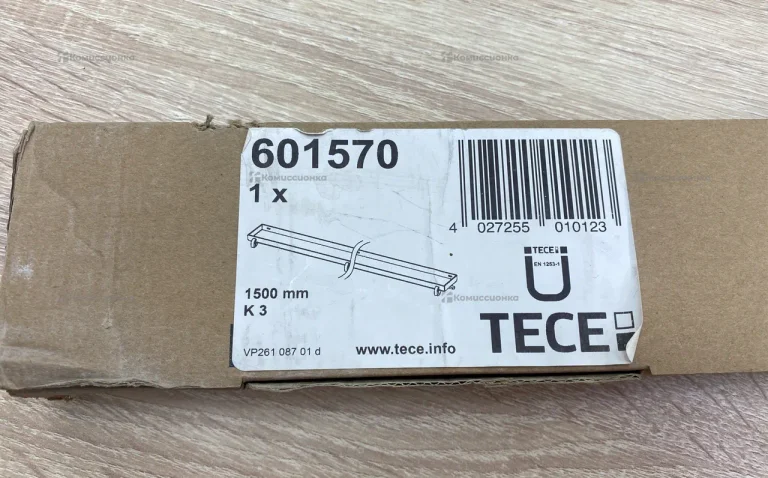 Комиссионка
Комиссионка
601570
Комиссионка
1 x
4 027255 010123
TECE
EN 1253-1
Ü
1500 mm
K 3
Комиссионка
TECE
VP261 087 01 d
www.tece.info